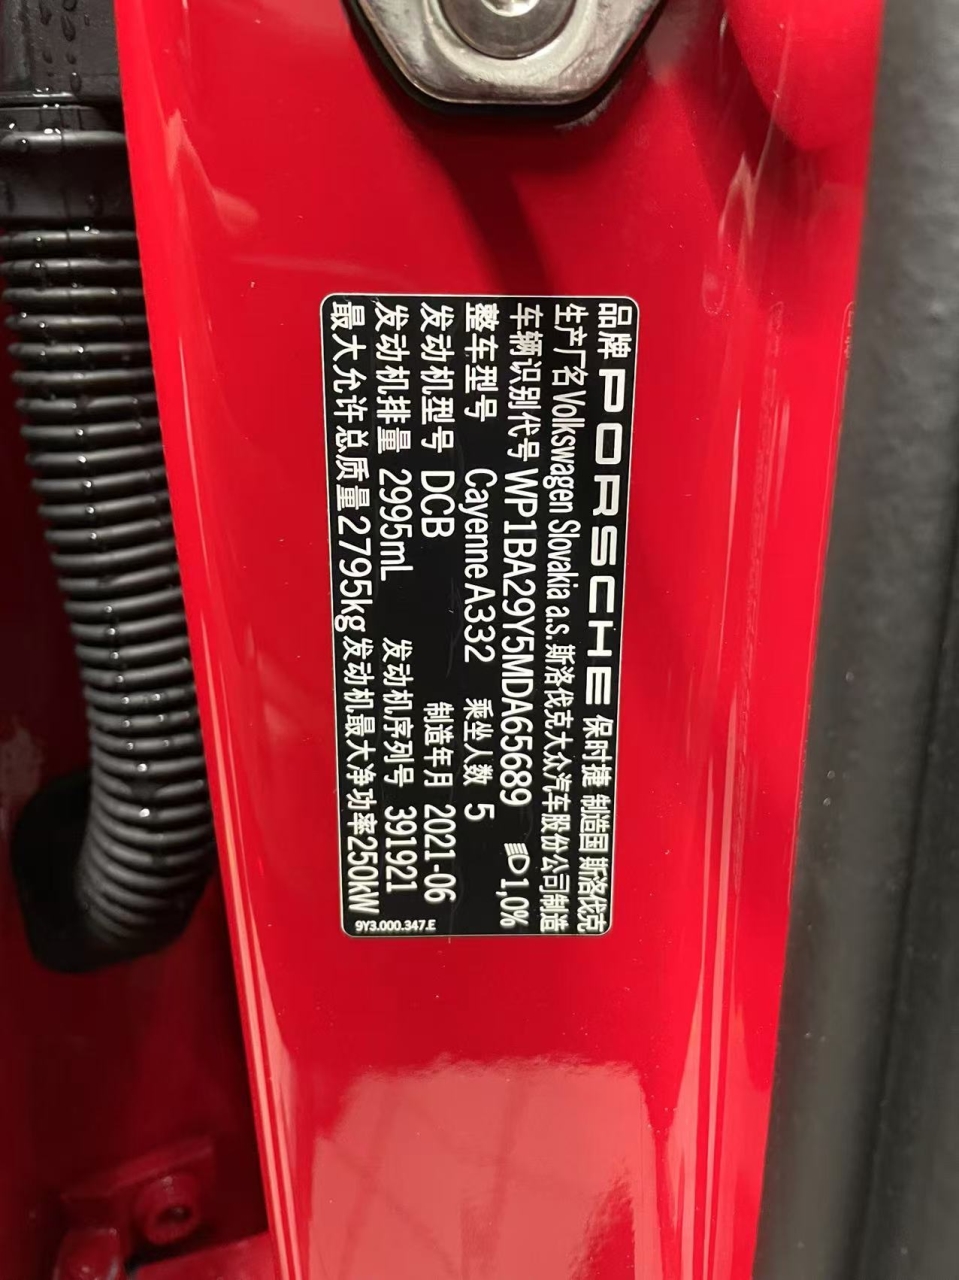 品牌 PORSCHE 保时捷 制造国 斯洛伐克
生产厂名 Volkswagen Slovakia a.s. 斯洛伐克大众汽车股份公司制造
车辆识别代号 WP1BA29Y5MDA65689 1,0%
整车型号 Cayenne A332 乘坐人数 5
发动机型号 DCB 制造年月 2021-06
发动机排量 2995mL 发动机序列号 391921
最大允许总质量 2795kg 发动机最大净功率 250kW
9Y3.000.347.E